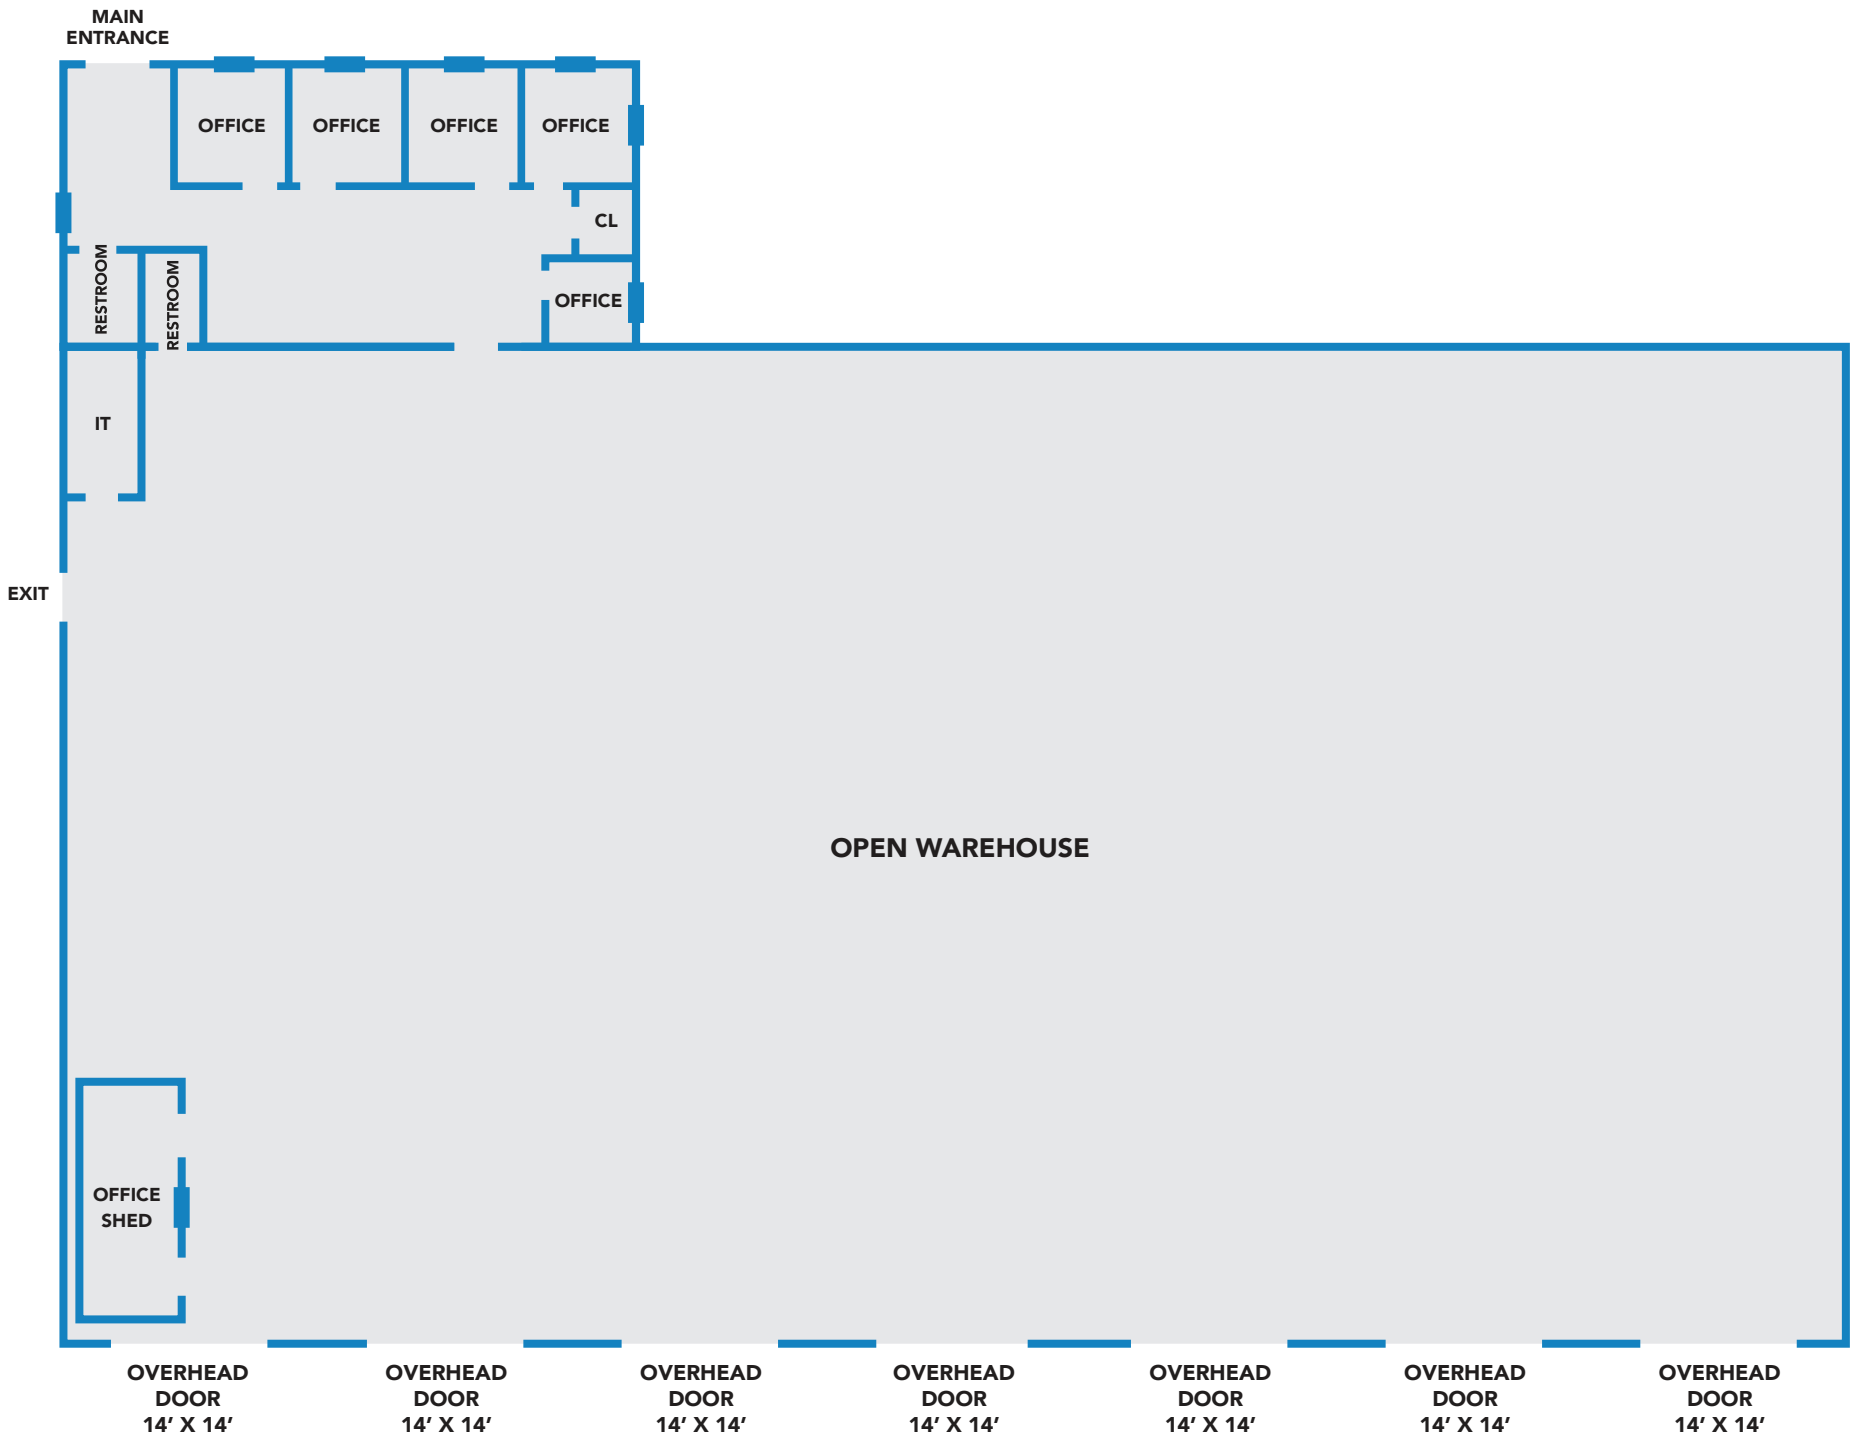 MAIN
ENTRANCE
OFFICE
OFFICE
OFFICE
OFFICE
CL
RESTROOM
RESTROOM
OFFICE
IT
EXIT
OPEN WAREHOUSE
OFFICE
SHED
OVERHEAD
DOOR
14’ X 14’
OVERHEAD
DOOR
14’ X 14’
OVERHEAD
DOOR
14’ X 14’
OVERHEAD
DOOR
14’ X 14’
OVERHEAD
DOOR
14’ X 14’
OVERHEAD
DOOR
14’ X 14’
OVERHEAD
DOOR
14’ X 14’